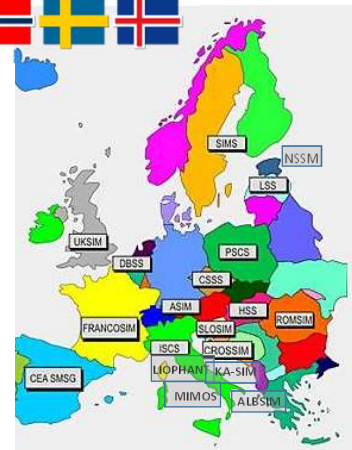 SIMS
NSSM
LSS
UKSIM
DBSS
PSCS
CSSS
ASIM
HSS
ROMSIM
FRANCOSIM
SLOSIM
ISCS
CROSSIM
CEA SMSG
LIOPHANT
KA-SIM
MIMOS
ALBSIM